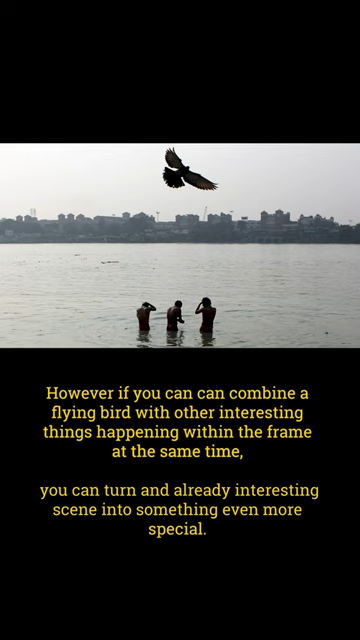 However if you can can combine a
flying bird with other interesting
things happening within the frame
at the same time,
you can turn and already interesting
scene into something even more
special.